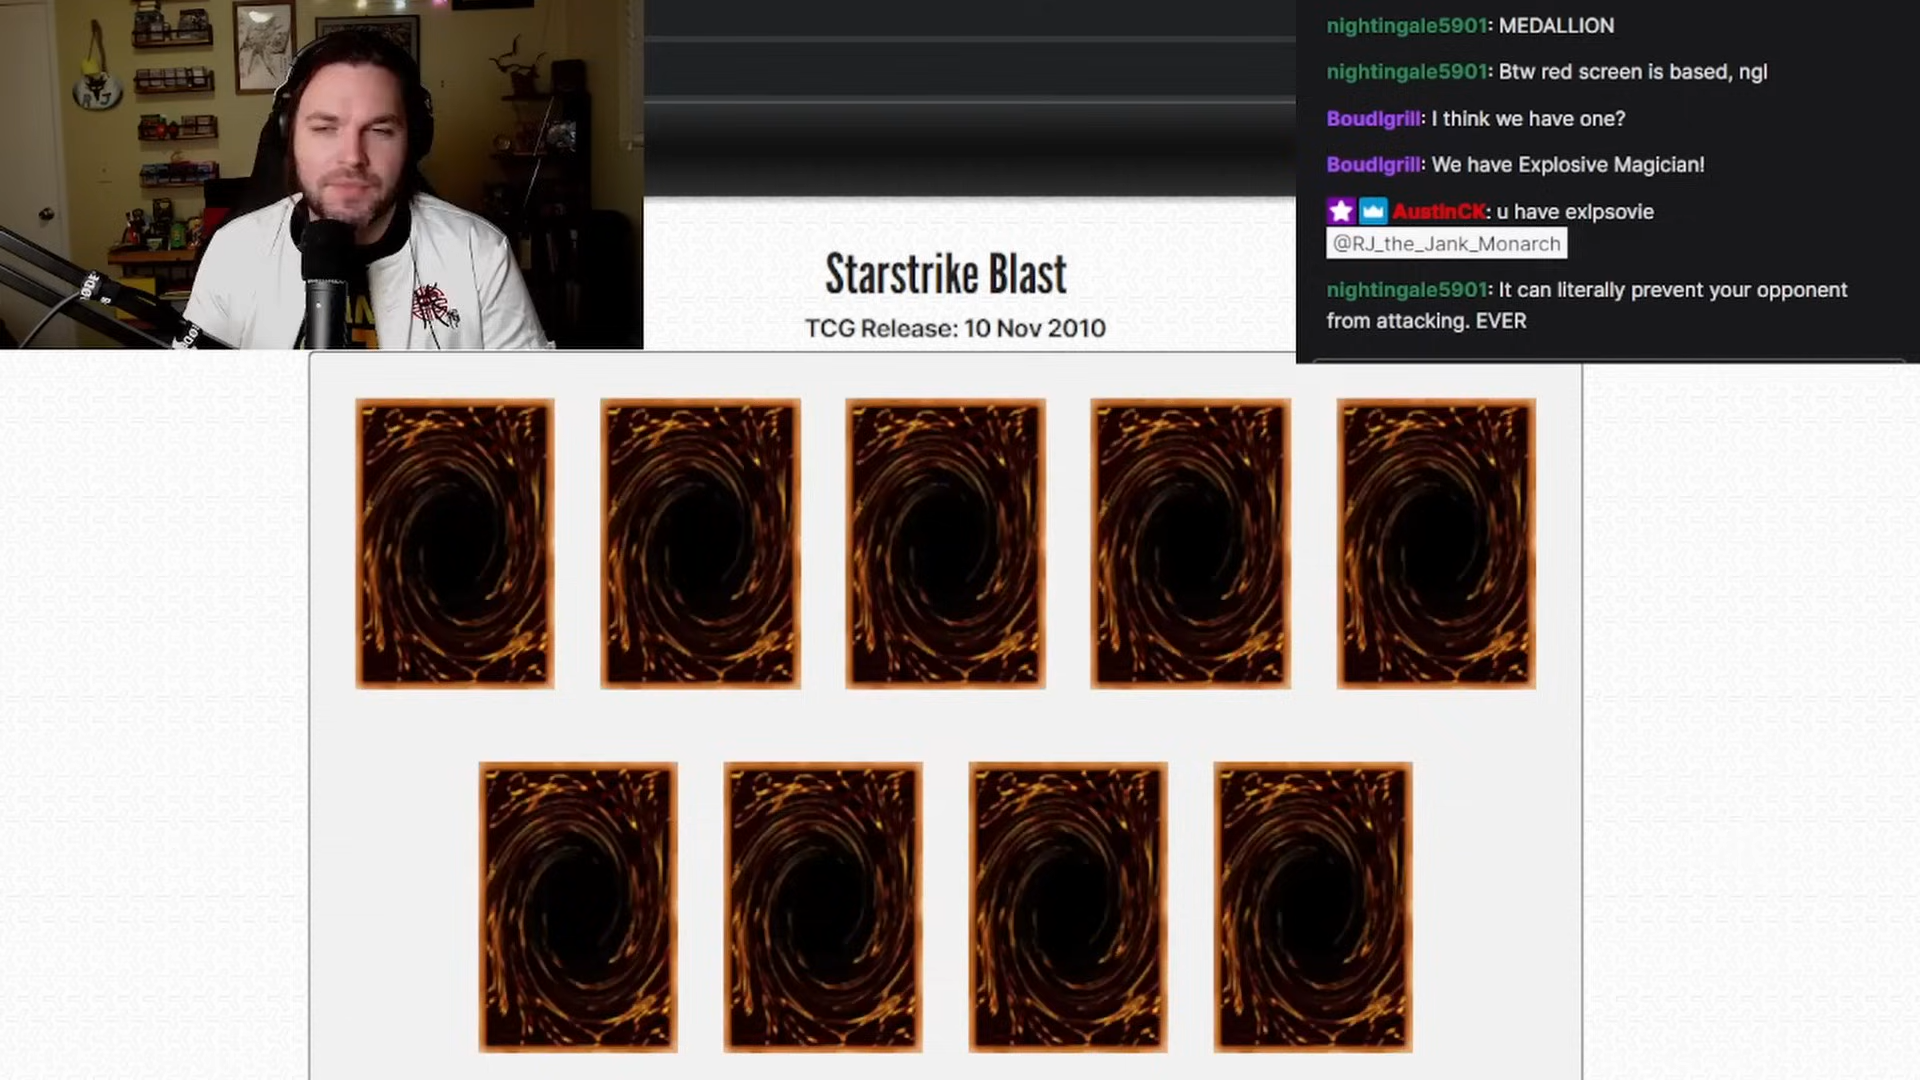 nightingale5901: MEDALLION
nightingale5901: Btw red screen is based, ngl
Boudlgrill: I think we have one?
Boudlgrill: We have Explosive Magician!
AustinCK: u have exlpsovie
@RJ_the_Jank_Monarch
nightingale5901: It can literally prevent your opponent
from attacking. EVER
Starstrike Blast
TCG Release: 10 Nov 2010
RJ